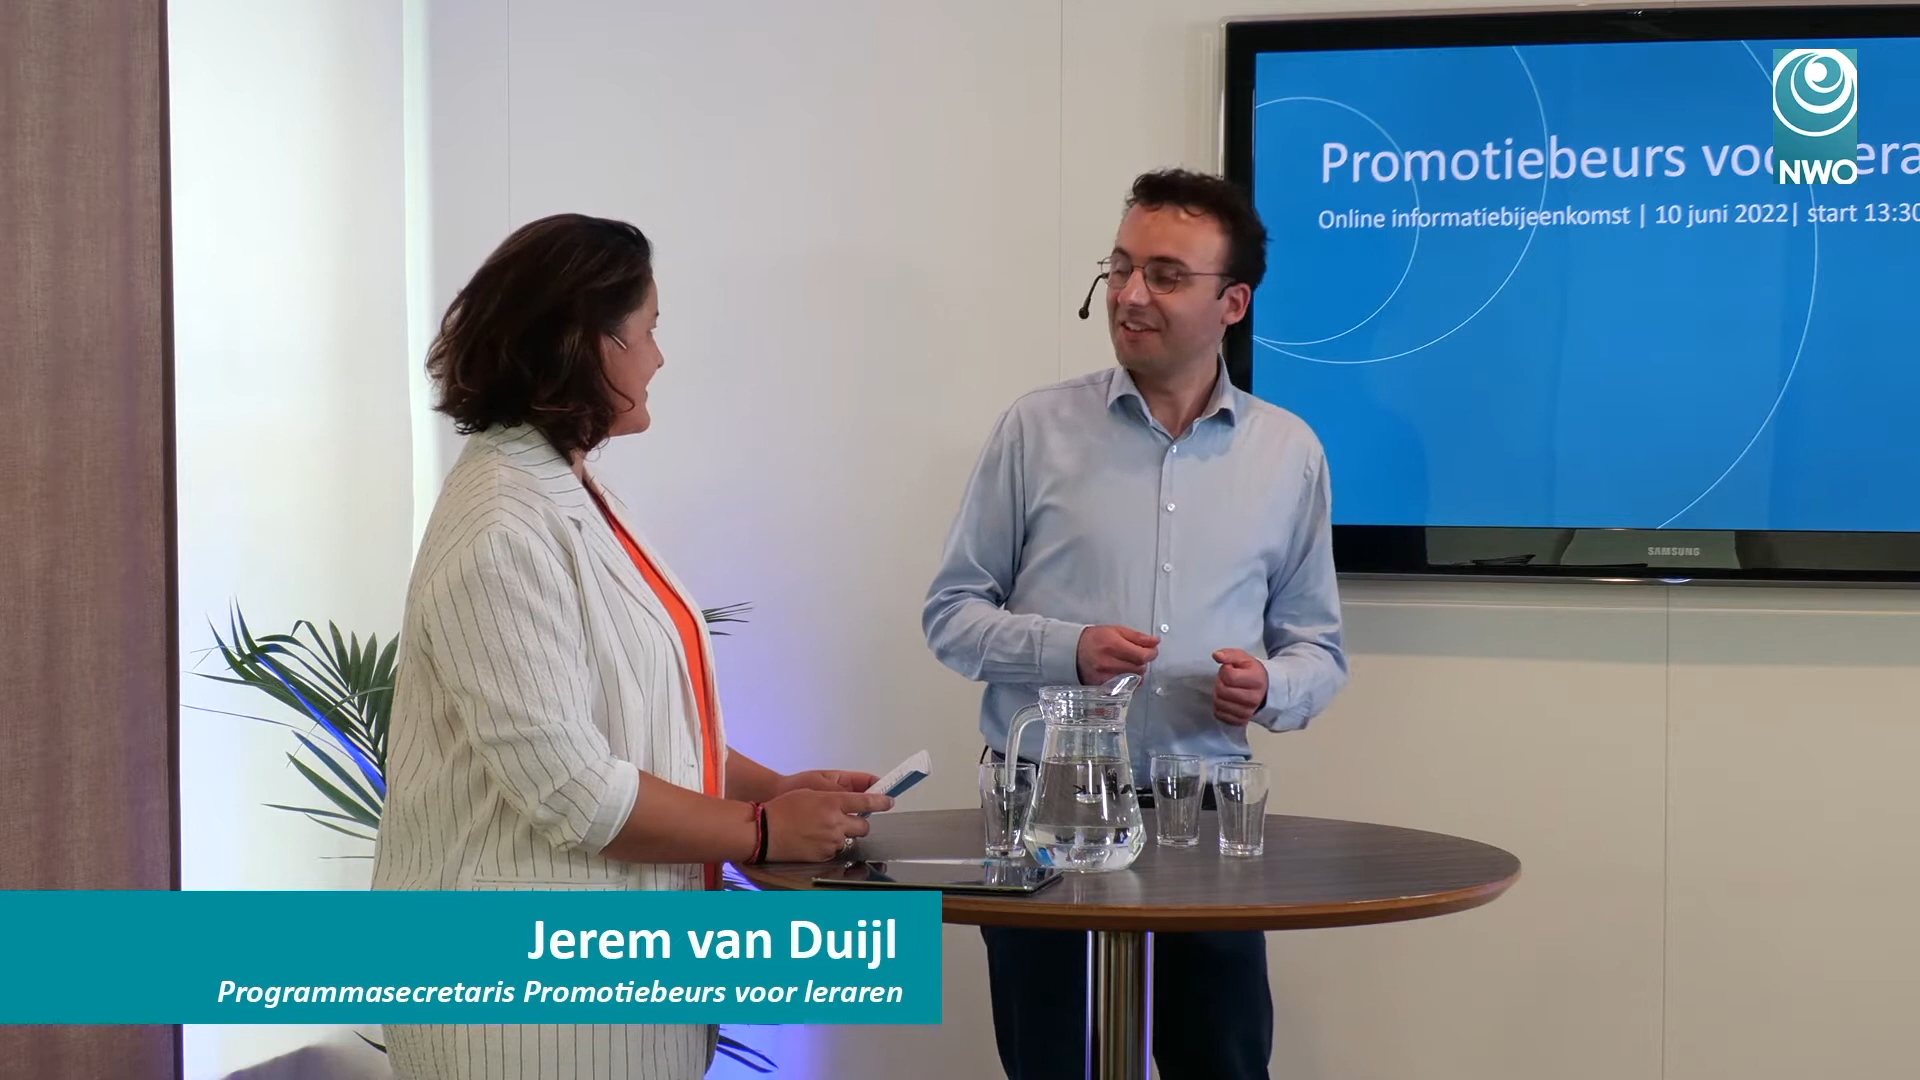 Promotiebeurs voo era
Online informatiebijeenkomst | 10 juni 2022| start 13:30
NWO
SAMSUNG
Jerem van Duijl
Programmasecretaris Promotiebeurs voor leraren